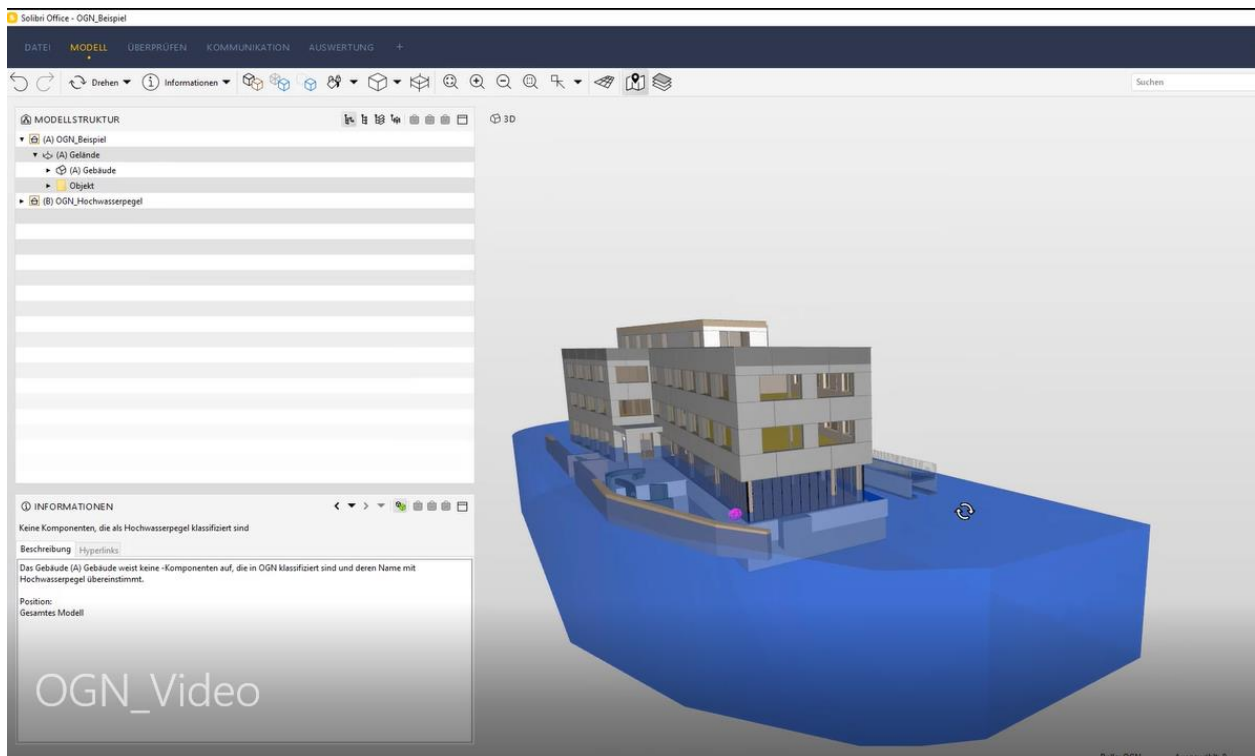 Solibri Office - OGN_Beispiel
DATEI MODELL ÜBERPRÜFEN KOMMUNIKATION AUSWERTUNG +
Drehen Informationen Suchen
MODELLSTRUKTUR
3D
(A) OGN_Beispiel
(A) Gelände
(A) Gebäude
Objekt
(B) OGN_Hochwasserpegel
INFORMATIONEN
Keine Komponenten, die als Hochwasserpegel klassifiziert sind
Beschreibung Hyperlinks
Das Gebäude (A) Gebäude weist keine -Komponenten auf, die in OGN klassifiziert sind und deren Name mit
Hochwasserpegel übereinstimmt.
Position:
Gesamtes Modell
OGN_Video